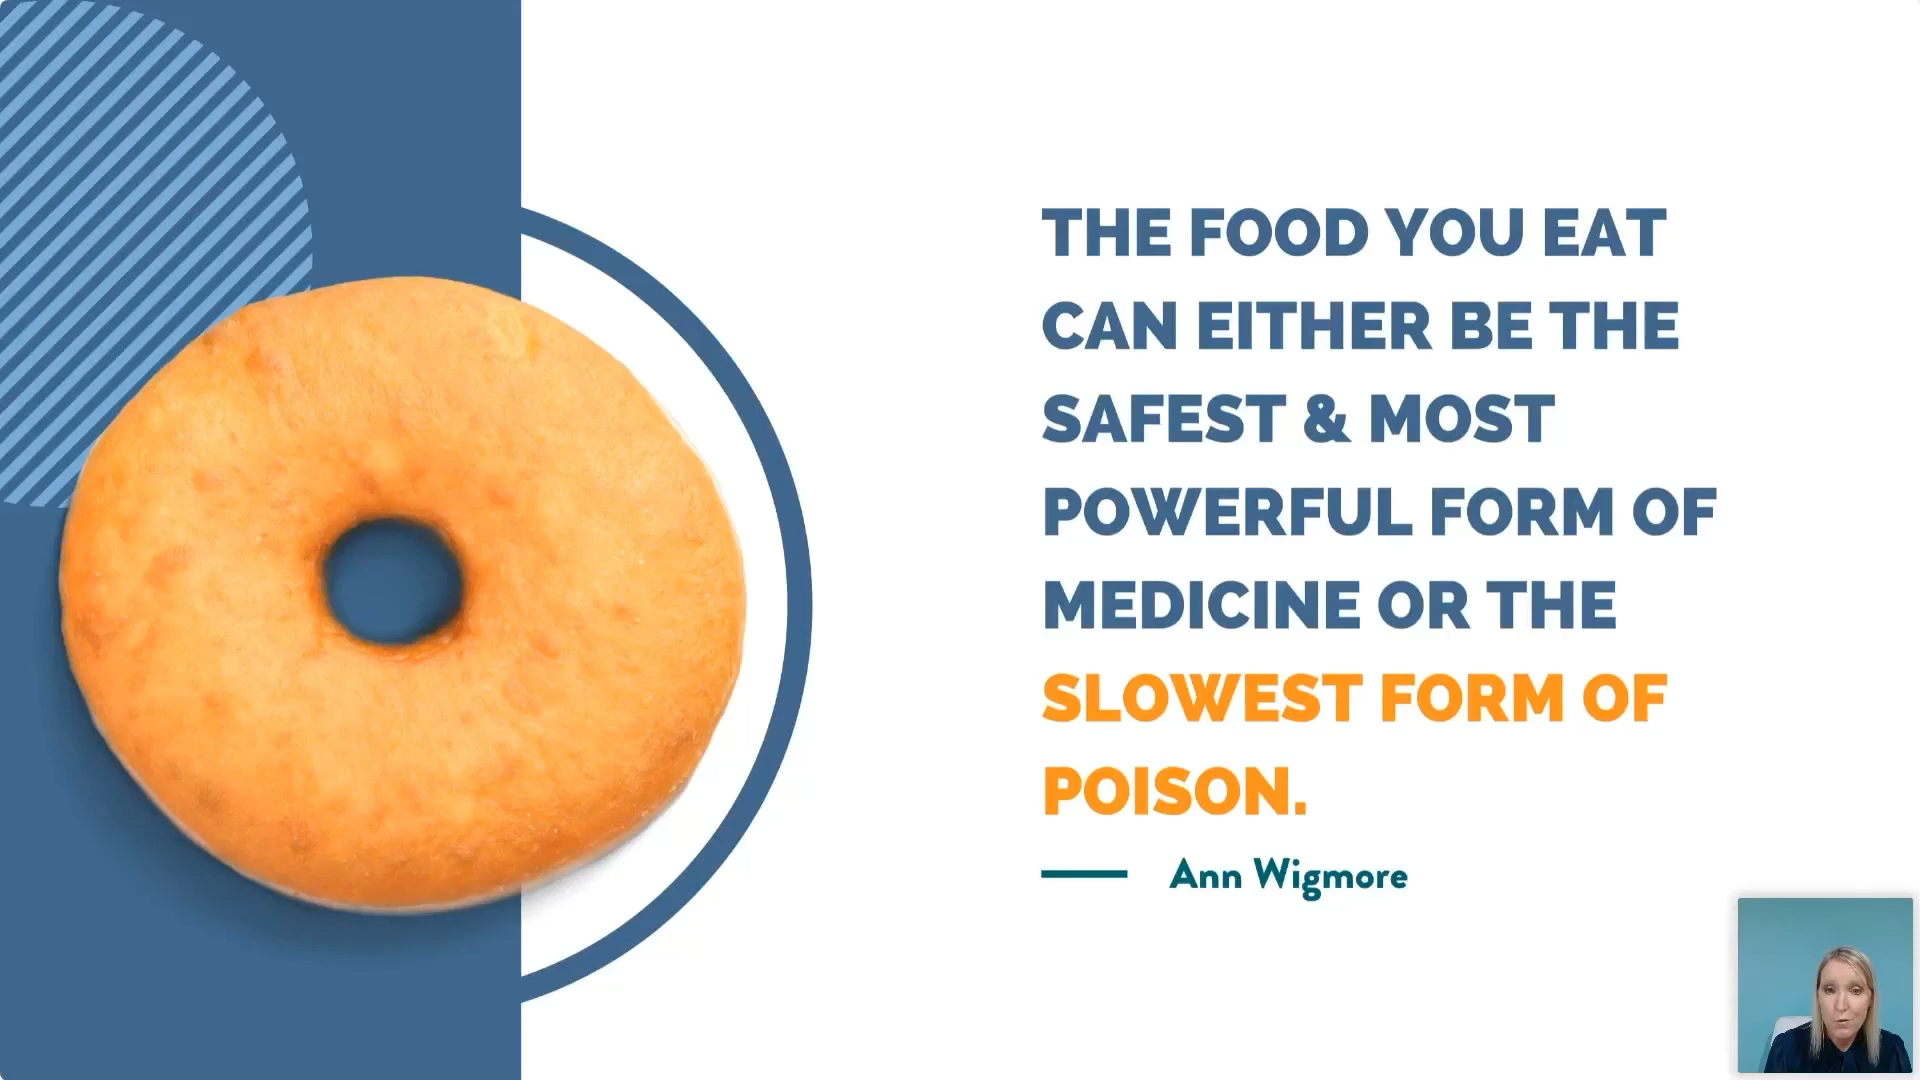 THE FOOD YOU EAT
CAN EITHER BE THE
SAFEST & MOST
POWERFUL FORM OF
MEDICINE OR THE
SLOWEST FORM OF
POISON.
Ann Wigmore